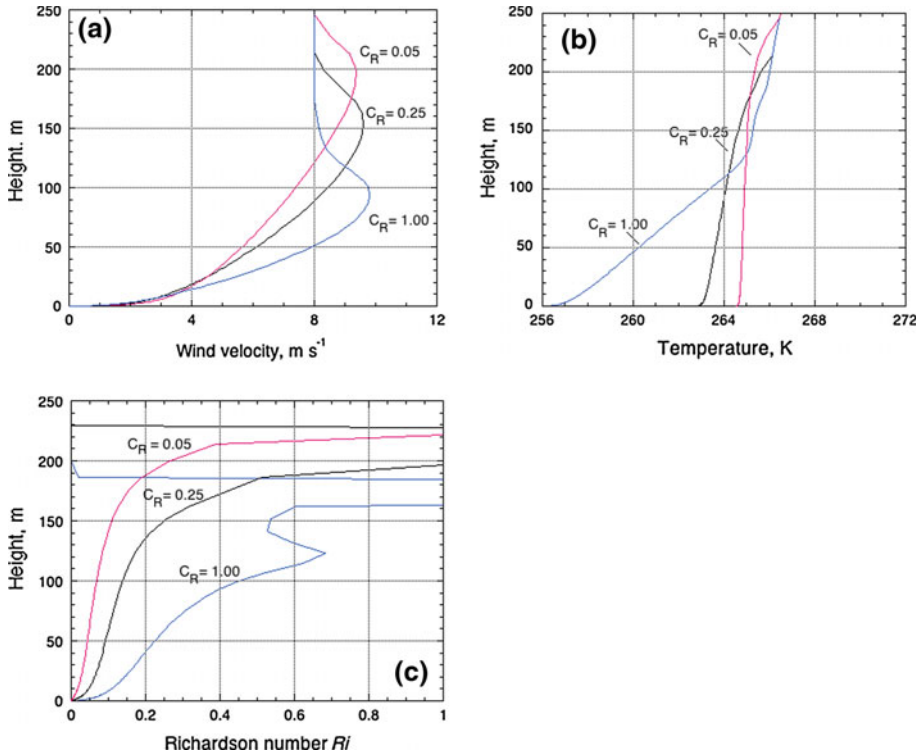 (a)
250
200
150
100
50
0
Height. m
C_R= 0.05
C_R= 0.25
C_R= 1.00
0 4 8 12
Wind velocity, m s⁻¹
(b)
250
200
150
100
50
0
Height, m
C_R= 0.05
C_R= 0.25
C_R= 1.00
256 260 264 268 272
Temperature, K
250
200
150
100
50
0
Height, m
C_R= 0.05
C_R= 0.25
C_R= 1.00
(c)
0 0.2 0.4 0.6 0.8 1
Richardson number Ri